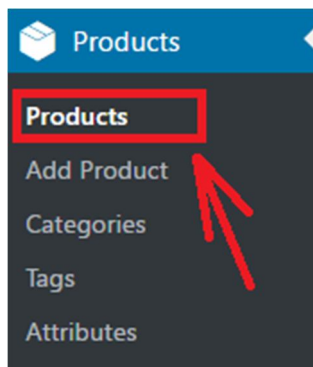 Products
Products
Add Product
Categories
Tags
Attributes